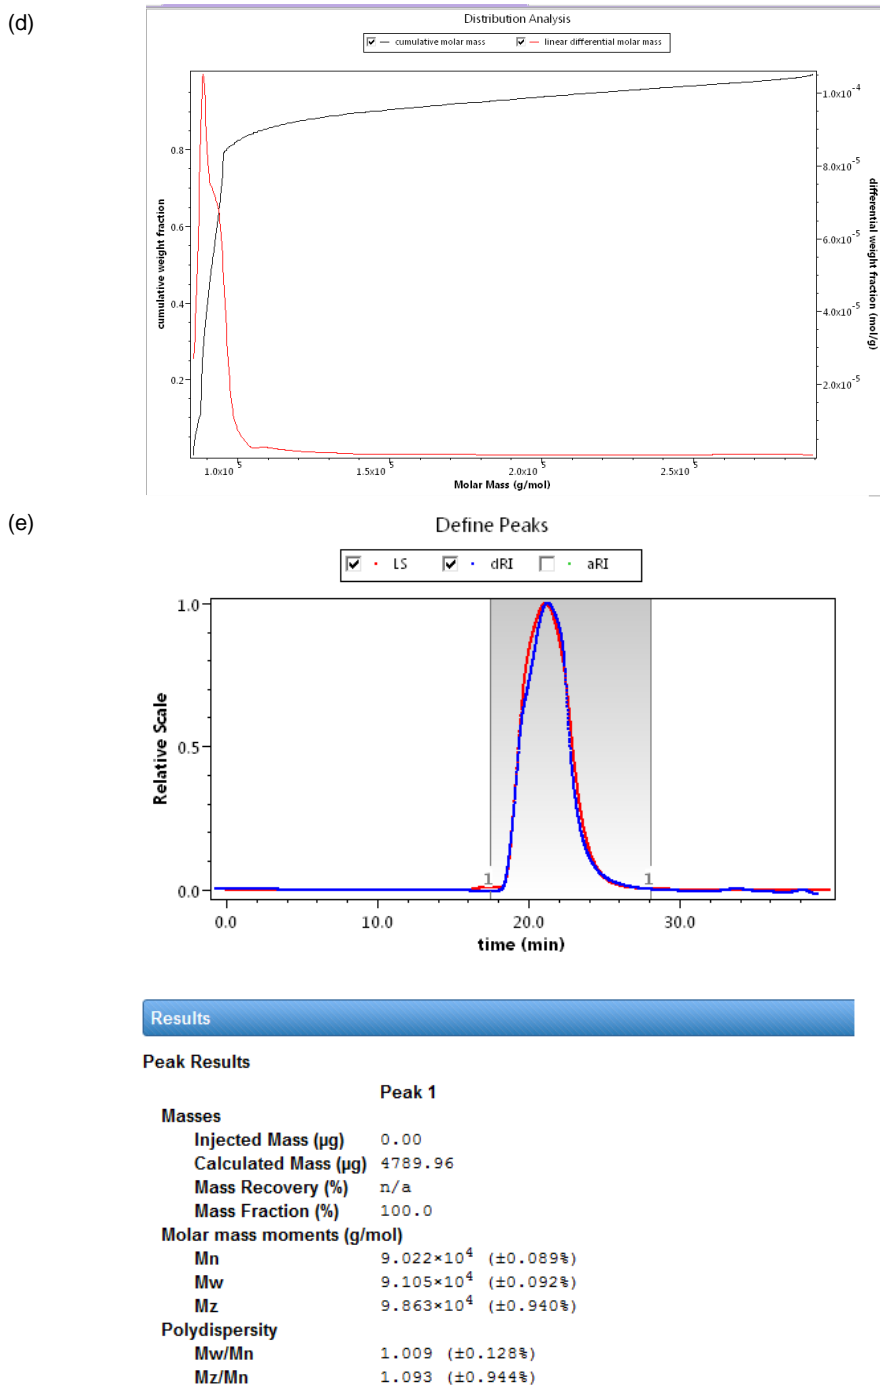 (d)
Distribution Analysis
cumulative molar mass linear differential molar mass
cumulative weight fraction
0.8
0.6
0.4
0.2
1.0x10^-4
8.0x10^-5
6.0x10^-5
4.0x10^-5
2.0x10^-5
differential weight fraction (mol/g)
1.0x10^5 1.5x10^5 2.0x10^5 2.5x10^5
Molar Mass (g/mol)
(e)
Define Peaks
LS dRI aRI
Relative Scale
1.0
0.5
0.0
1 1
0.0 10.0 20.0 30.0
time (min)
Results
Peak Results
Peak 1
Masses
Injected Mass (µg) 0.00
Calculated Mass (µg) 4789.96
Mass Recovery (%) n/a
Mass Fraction (%) 100.0
Molar mass moments (g/mol)
Mn 9.022×10^4 (±0.089%)
Mw 9.105×10^4 (±0.092%)
Mz 9.863×10^4 (±0.940%)
Polydispersity
Mw/Mn 1.009 (±0.128%)
Mz/Mn 1.093 (±0.944%)